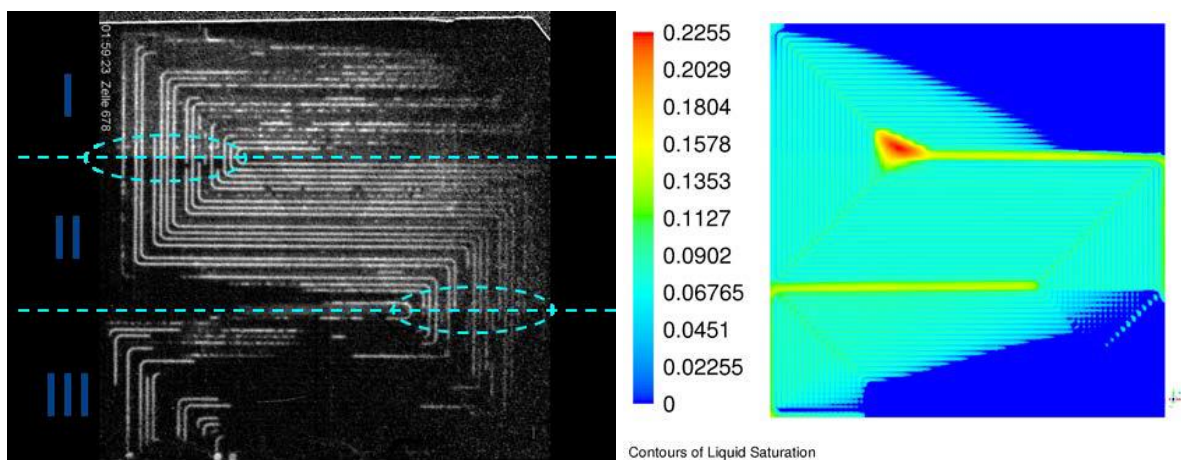 01:59:23 Zelle 678
I
II
III
0.2255
0.2029
0.1804
0.1578
0.1353
0.1127
0.0902
0.06765
0.0451
0.02255
0
Contours of Liquid Saturation